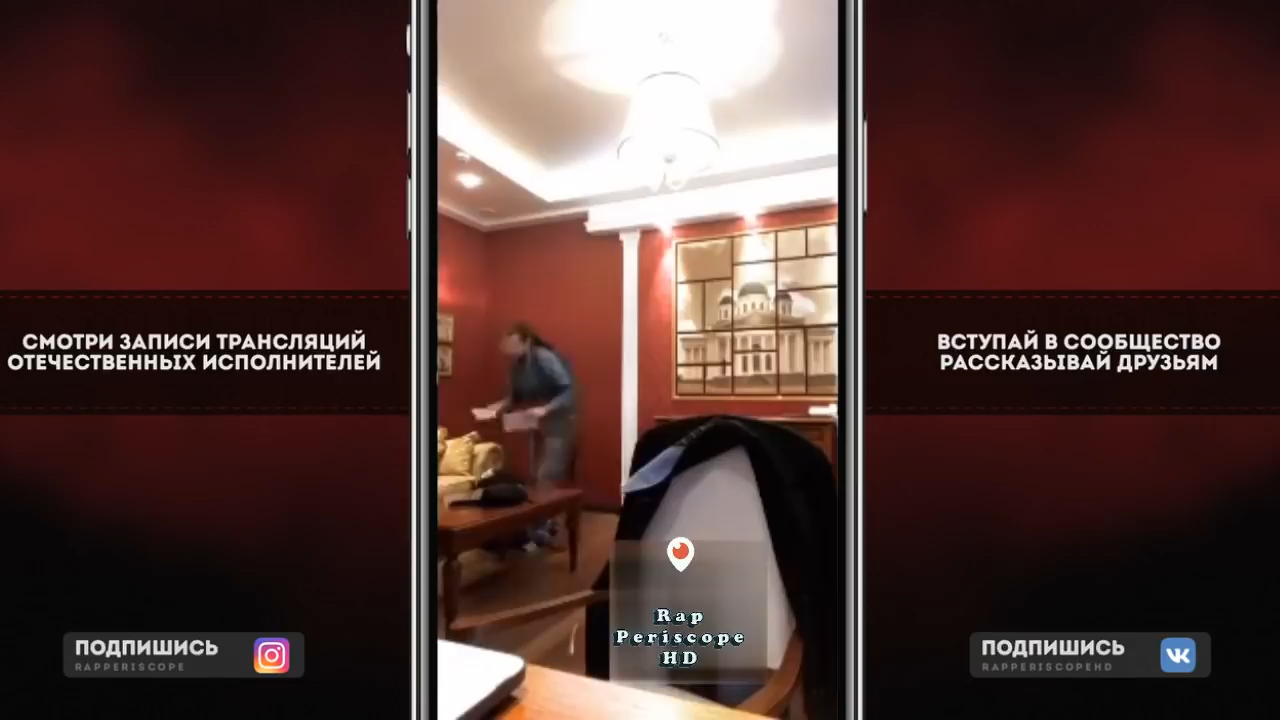 СМОТРИ ЗАПИСИ ТРАНСЛЯЦИЙ
ОТЕЧЕСТВЕННЫХ ИСПОЛНИТЕЛЕЙ
ВСТУПАЙ В СООБЩЕСТВО
РАССКАЗЫВАЙ ДРУЗЬЯМ
Rap
Periscope
HD
ПОДПИШИСЬ
RAPPERISCOPE
ПОДПИШИСЬ
RAPPERISCOPEHD